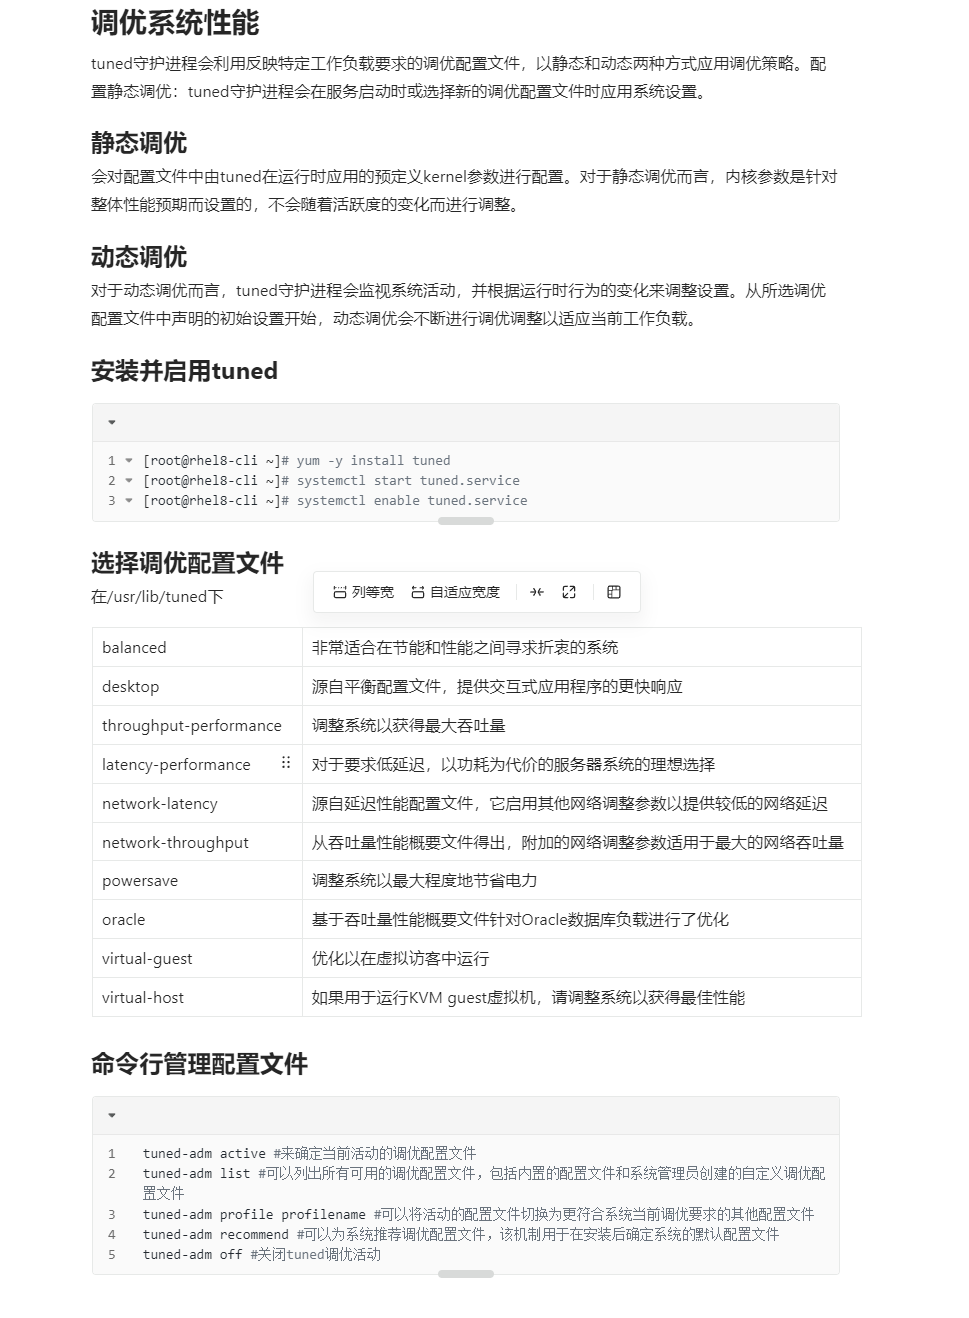 调优系统性能
tuned守护进程会利用反映特定工作负载要求的调优配置文件，以静态和动态两种方式应用调优策略。配
置静态调优：tuned守护进程会在服务启动时或选择新的调优配置文件时应用系统设置。
静态调优
会对配置文件中由tuned在运行时应用的预定义kernel参数进行配置。对于静态调优而言，内核参数是针对
整体性能预期而设置的，不会随着活跃度的变化而进行调整。
动态调优
对于动态调优而言，tuned守护进程会监视系统活动，并根据运行时行为的变化来调整设置。从所选调优
配置文件中声明的初始设置开始，动态调优会不断进行调优调整以适应当前工作负载。
安装并启用tuned
1 [root@rhel8-cli ~]# yum -y install tuned
2 [root@rhel8-cli ~]# systemctl start tuned.service
3 [root@rhel8-cli ~]# systemctl enable tuned.service
选择调优配置文件
在/usr/lib/tuned下
列等宽 自适应宽度
balanced 非常适合在节能和性能之间寻求折衷的系统
desktop 源自平衡配置文件，提供交互式应用程序的更快响应
throughput-performance 调整系统以获得最大吞吐量
latency-performance 对于要求低延迟，以功耗为代价的服务器系统的理想选择
network-latency 源自延迟性能配置文件，它启用其他网络调整参数以提供较低的网络延迟
network-throughput 从吞吐量性能概要文件得出，附加的网络调整参数适用于最大的网络吞吐量
powersave 调整系统以最大程度地节省电力
oracle 基于吞吐量性能概要文件针对Oracle数据库负载进行了优化
virtual-guest 优化以在虚拟访客中运行
virtual-host 如果用于运行KVM guest虚拟机，请调整系统以获得最佳性能
命令行管理配置文件
1 tuned-adm active #来确定当前活动的调优配置文件
2 tuned-adm list #可以列出所有可用的调优配置文件，包括内置的配置文件和系统管理员创建的自定义调优配
置文件
3 tuned-adm profile profilename #可以将活动的配置文件切换为更符合系统当前调优要求的其他配置文件
4 tuned-adm recommend #可以为系统推荐调优配置文件，该机制用于在安装后确定系统的默认配置文件
5 tuned-adm off #关闭tuned调优活动